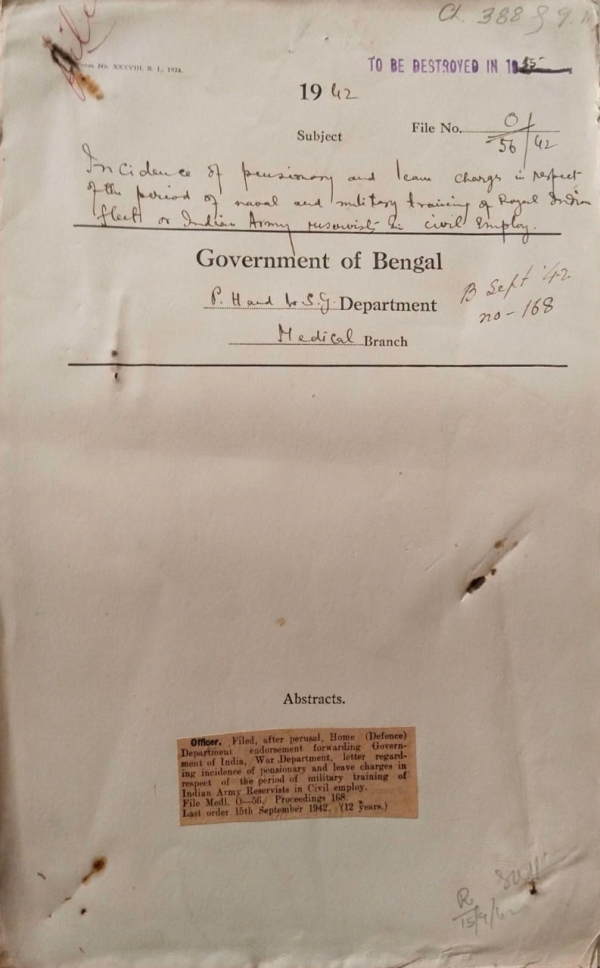 Ch. 388 § 9.
No. XXXVIII, B. I., 1934.
TO BE DESTROYED IN 1955
1942
Subject
File No. O/56/42
Incidence of pensionary and leave charges in respect
of the period of naval and military training of Royal Indian
fleet or Indian Army reservists in civil employ.
Government of Bengal
P. H and L. S. G. Department
B Sept '42
no - 168
Medical Branch
Abstracts.
Officer. Filed, after perusal, Home (Defence)
Department endorsement forwarding Govern-
ment of India, War Department, letter regard-
ing incidence of pensionary and leave charges in
respect of the period of military training of
Indian Army Reservists in Civil employ.
File Medl. O—56, Proceedings 168.
Last order 15th September 1942. (12 years.)
R
15/9/42